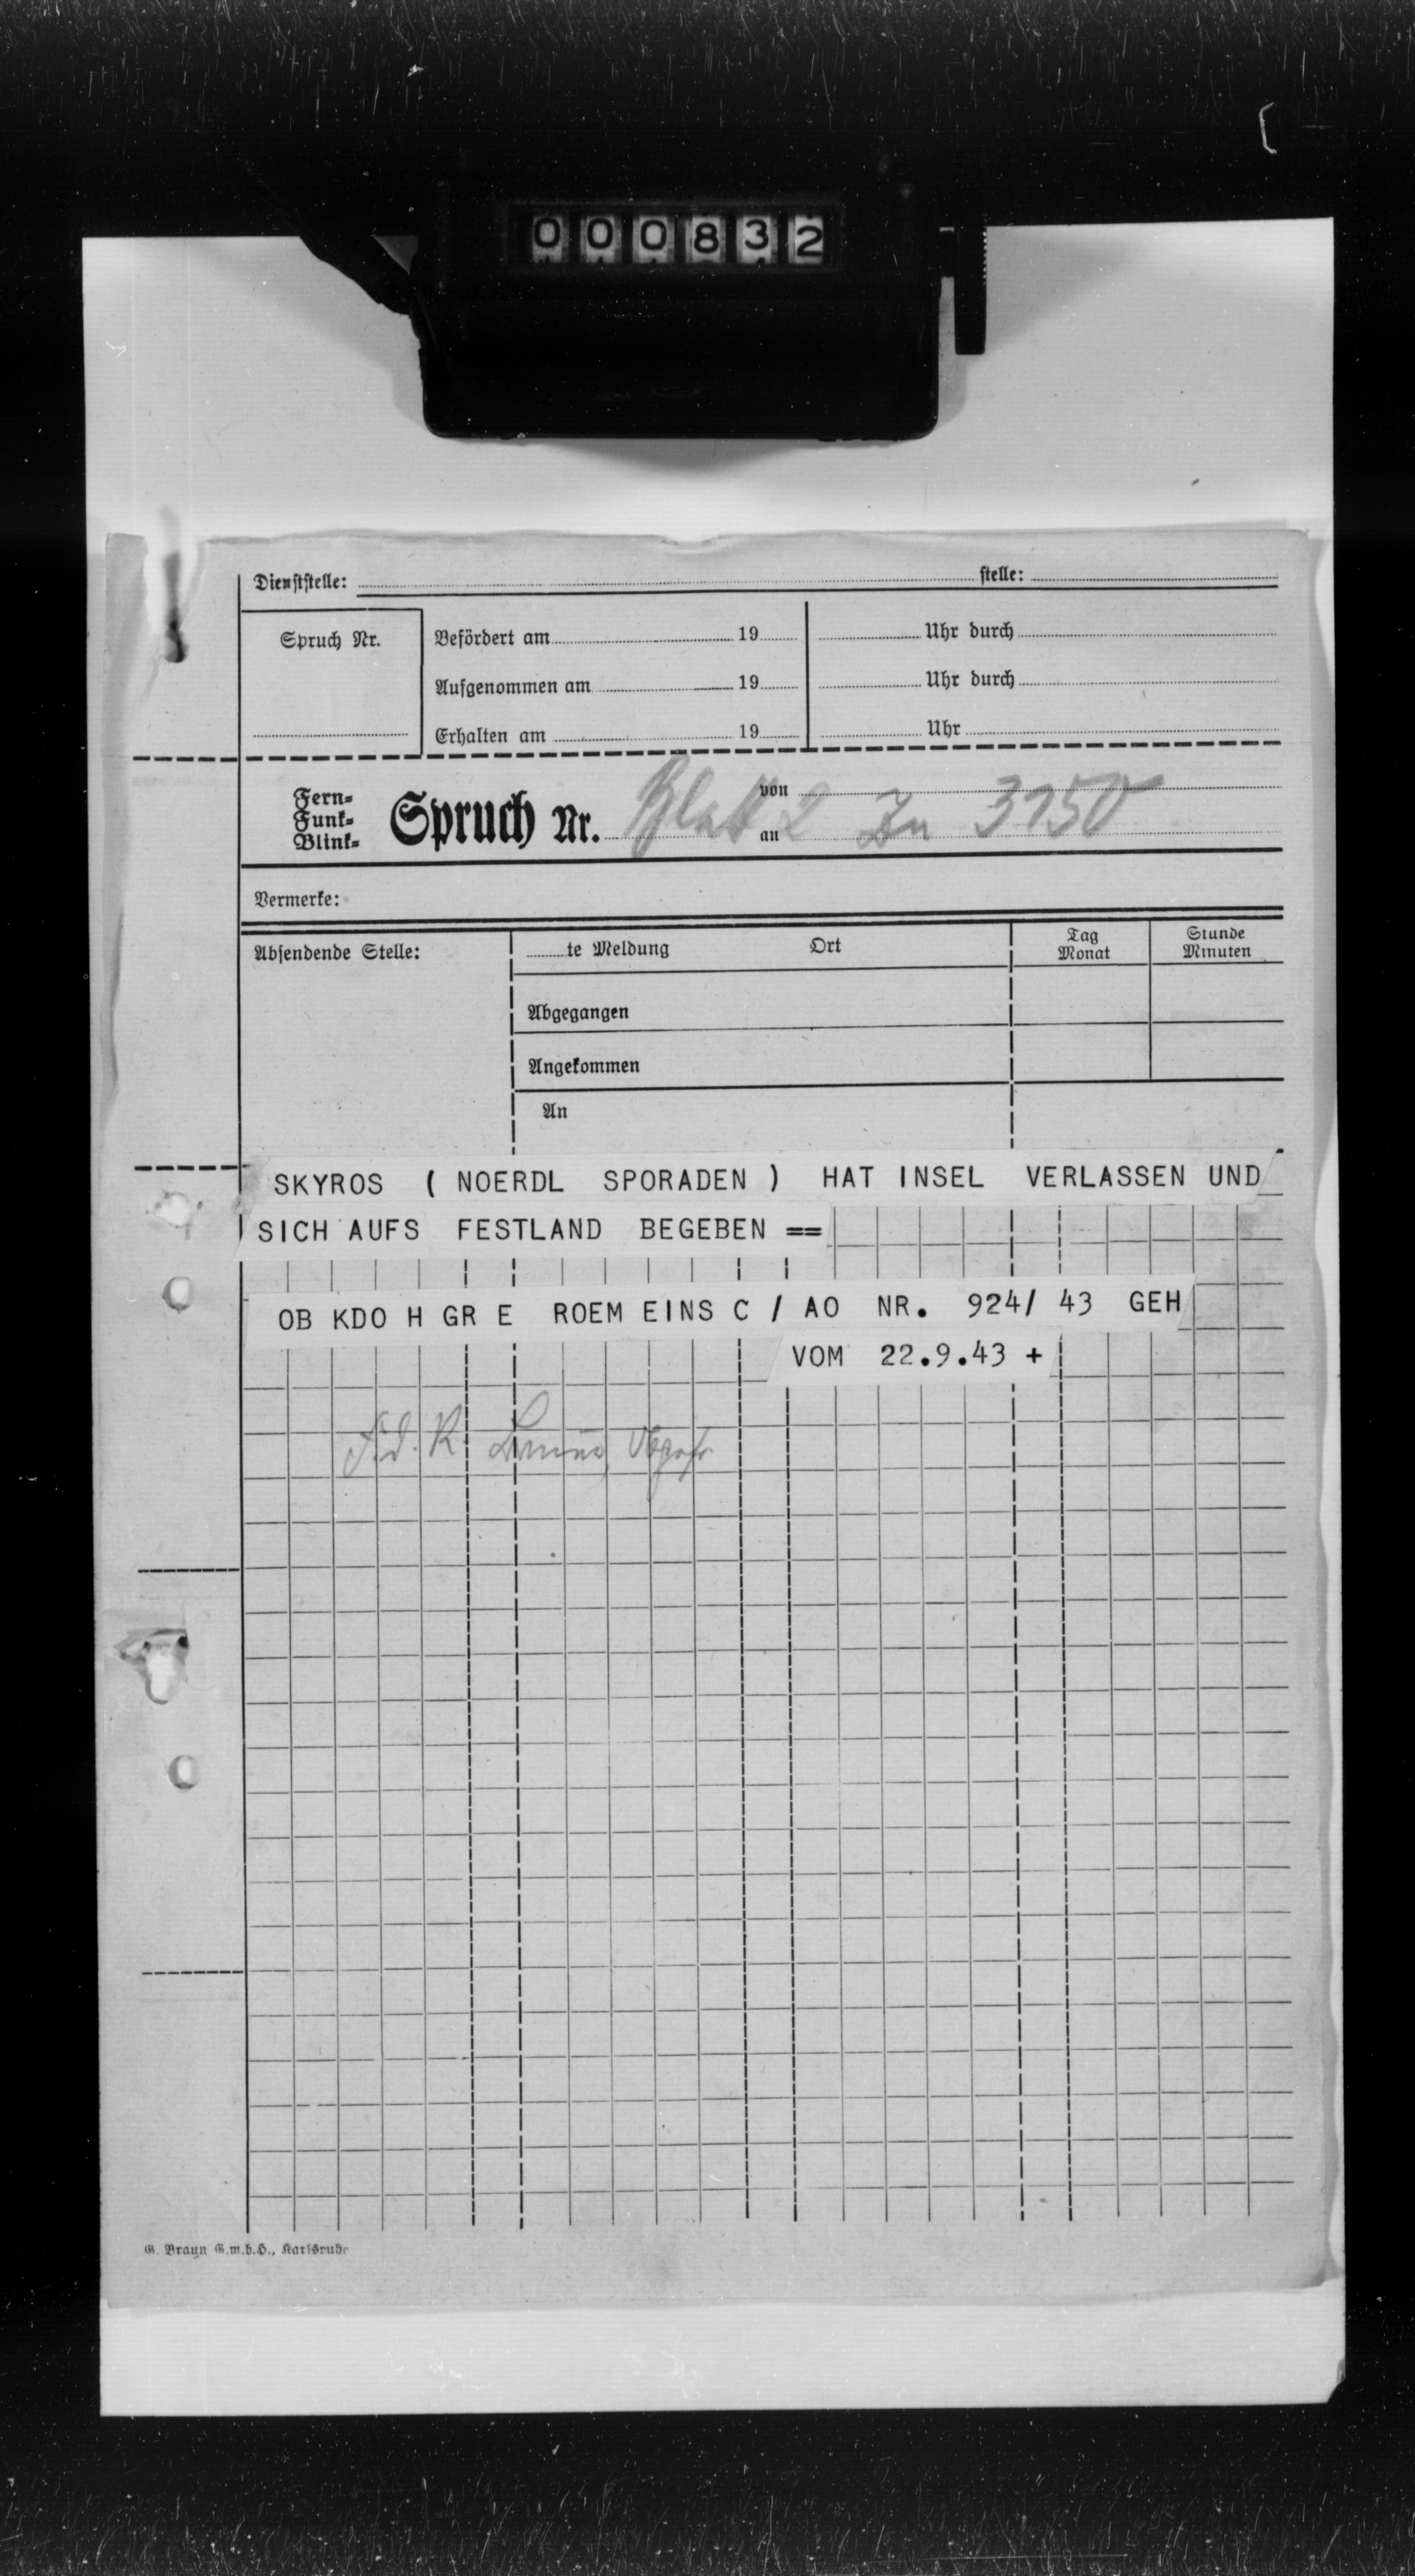 000832
Dienststelle: stelle:
Spruch Nr.
Befördert am 19 Uhr durch
Aufgenommen am 19 Uhr durch
Erhalten am 19 Uhr
Fern-
Funk-
Blink-
Spruch Nr. Blatt 2 Zu 3150
von
an
Vermerke:
Absendende Stelle:
te Meldung Ort Tag Monat Stunde Minuten
Abgegangen
Angekommen
An
SKYROS ( NOERDL SPORADEN ) HAT INSEL VERLASSEN UND
SICH AUFS FESTLAND BEGEBEN ==
OB KDO H GR E ROEM EINS C / AO NR. 924/ 43 GEH
VOM 22.9.43 +
F.d.R.
G. Braun G.m.b.H., Karlsruhe